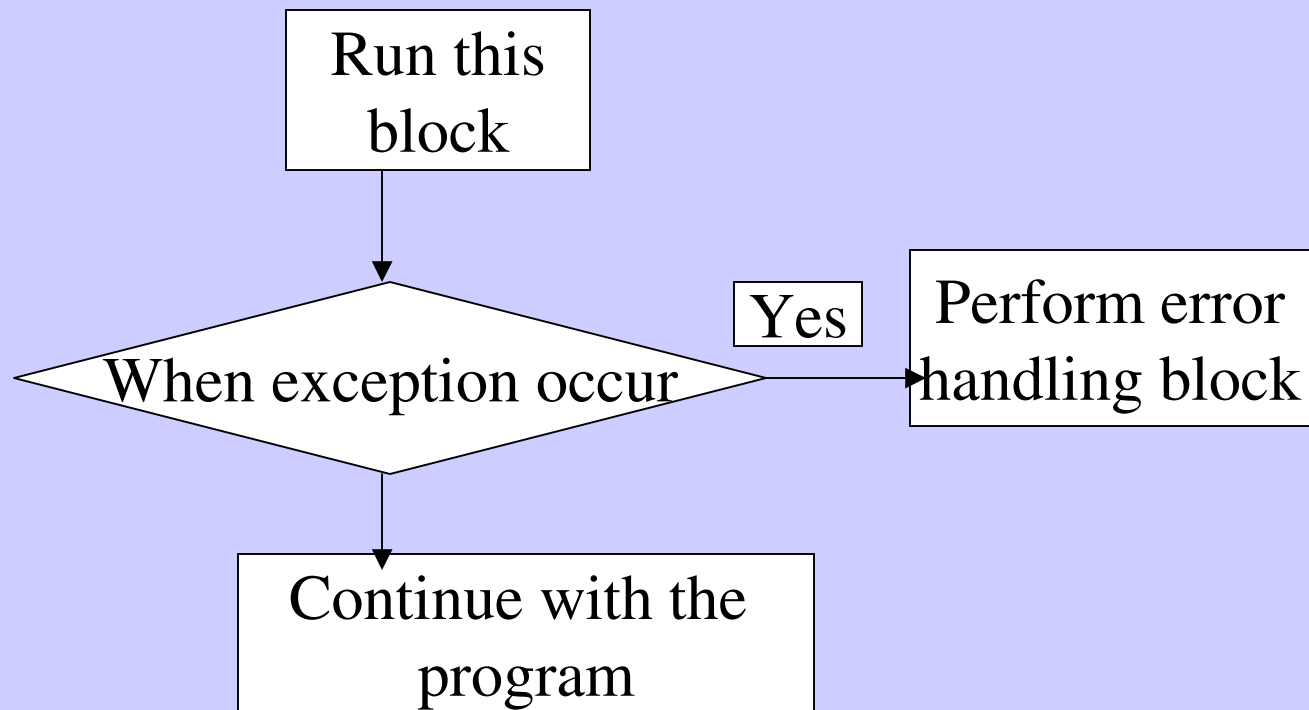 Run this
block
When exception occur
Yes
Perform error
handling block
Continue with the
program